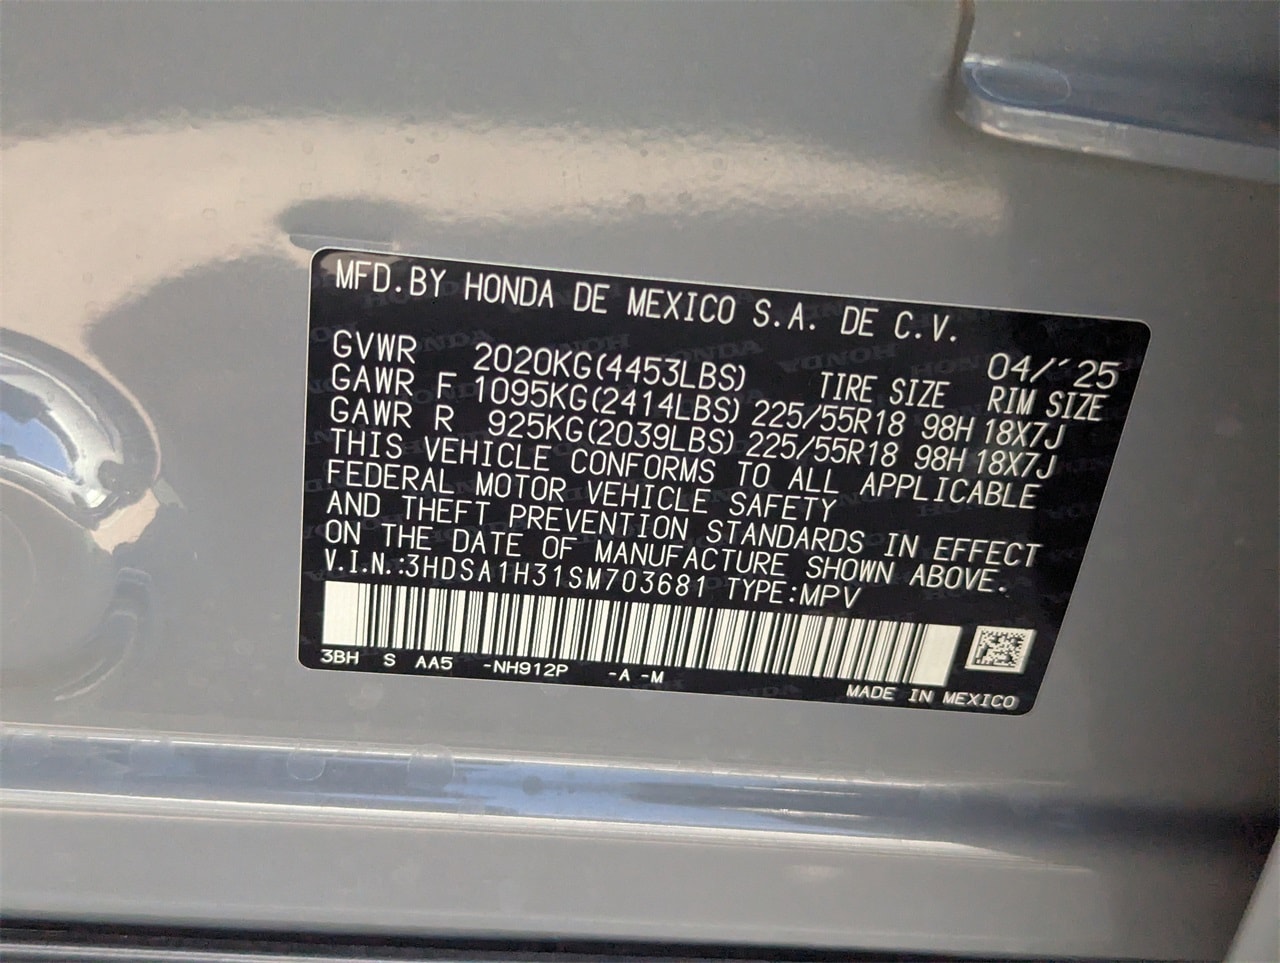 MFD.BY HONDA DE MEXICO S.A. DE C.V.
04/'25
GVWR 2020KG(4453LBS) TIRE SIZE RIM SIZE
GAWR F 1095KG(2414LBS) 225/55R18 98H 18X7J
GAWR R 925KG(2039LBS) 225/55R18 98H 18X7J
THIS VEHICLE CONFORMS TO ALL APPLICABLE
FEDERAL MOTOR VEHICLE SAFETY
AND THEFT PREVENTION STANDARDS IN EFFECT
ON THE DATE OF MANUFACTURE SHOWN ABOVE.
V.I.N.:3HDSA1H31SM703681 TYPE:MPV
3BH S AA5 -NH912P -A -M
MADE IN MEXICO